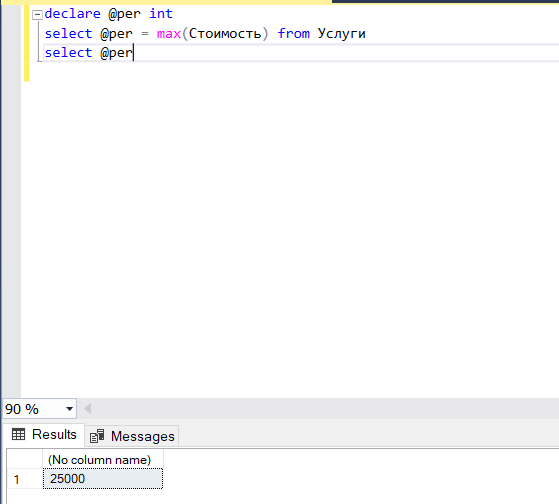 declare @per int
select @per = max(Стоимость) from Услуги
select @per
90 %
Results Messages
(No column name)
1 25000